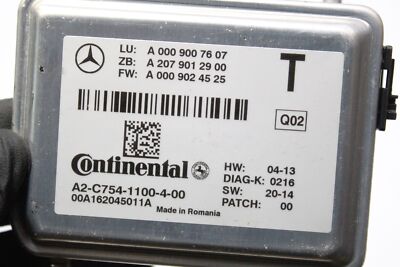 LU: A 000 900 76 07
ZB: A 207 901 29 00
FW: A 000 902 45 25
T
Q02
Continental
HW: 04-13
DIAG-K: 0216
SW: 20-14
PATCH: 00
A2-C754-1100-4-00
00A162045011A
Made in Romania